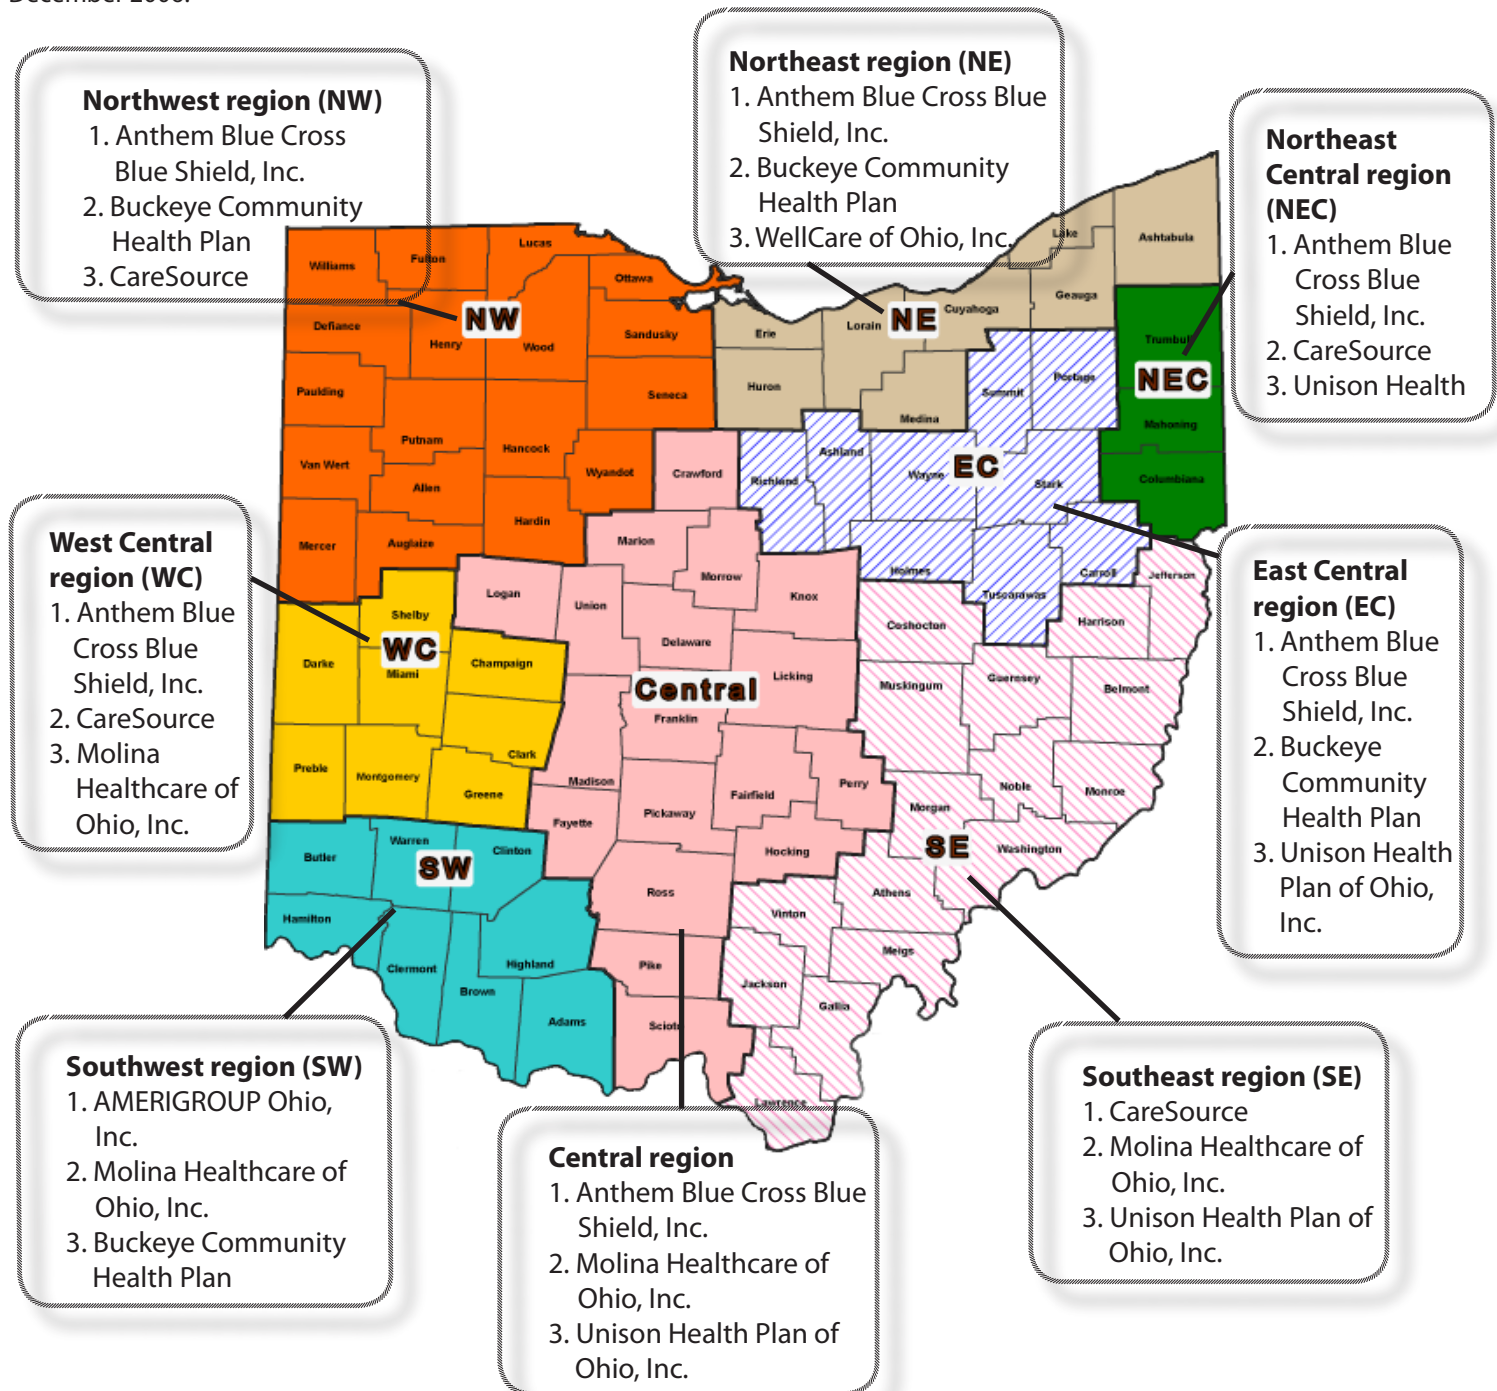 Northwest region (NW)
1. Anthem Blue Cross
Blue Shield, Inc.
2. Buckeye Community
Health Plan
3. CareSource
Northeast region (NE)
1. Anthem Blue Cross Blue
Shield, Inc.
2. Buckeye Community
Health Plan
3. WellCare of Ohio, Inc.
Northeast
Central region
(NEC)
1. Anthem Blue
Cross Blue
Shield, Inc.
2. CareSource
3. Unison Health
West Central
region (WC)
1. Anthem Blue
Cross Blue
Shield, Inc.
2. CareSource
3. Molina
Healthcare of
Ohio, Inc.
East Central
region (EC)
1. Anthem Blue
Cross Blue
Shield, Inc.
2. Buckeye
Community
Health Plan
3. Unison Health
Plan of Ohio,
Inc.
Southwest region (SW)
1. AMERIGROUP Ohio,
Inc.
2. Molina Healthcare of
Ohio, Inc.
3. Buckeye Community
Health Plan
Central region
1. Anthem Blue Cross Blue
Shield, Inc.
2. Molina Healthcare of
Ohio, Inc.
3. Unison Health Plan of
Ohio, Inc.
Southeast region (SE)
1. CareSource
2. Molina Healthcare of
Ohio, Inc.
3. Unison Health Plan of
Ohio, Inc.
NW
Williams
Fulton
Lucas
Ottawa
Defiance
Henry
Wood
Sandusky
Paulding
Seneca
Putnam
Hancock
Van Wert
Allen
Wyandot
Mercer
Auglaize
Hardin
NE
Lake
Ashtabula
Geauga
Cuyahoga
Lorain
Erie
Huron
Medina
NEC
Trumbull
Mahoning
Columbiana
EC
Summit
Portage
Ashland
Richland
Wayne
Stark
Holmes
Carroll
Tuscarawas
WC
Shelby
Darke
Miami
Champaign
Clark
Preble
Montgomery
Greene
Central
Crawford
Marion
Morrow
Logan
Union
Knox
Delaware
Licking
Franklin
Madison
Fairfield
Perry
Pickaway
Fayette
Hocking
Ross
Pike
Scioto
SE
Jefferson
Harrison
Coshocton
Guernsey
Belmont
Muskingum
Noble
Monroe
Morgan
Washington
Athens
Vinton
Meigs
Jackson
Gallia
Lawrence
SW
Butler
Warren
Clinton
Hamilton
Clermont
Highland
Brown
Adams